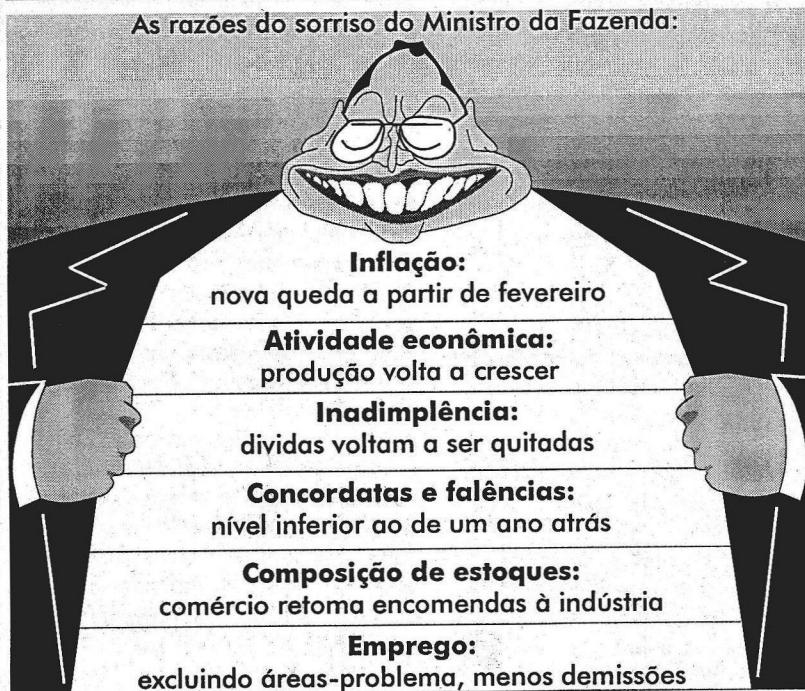 As razões do sorriso do Ministro da Fazenda:
Inflação:
nova queda a partir de fevereiro
Atividade econômica:
produção volta a crescer
Inadimplência:
dividas voltam a ser quitadas
Concordatas e falências:
nível inferior ao de um ano atrás
Composição de estoques:
comércio retoma encomendas à indústria
Emprego:
excluindo áreas-problema, menos demissões